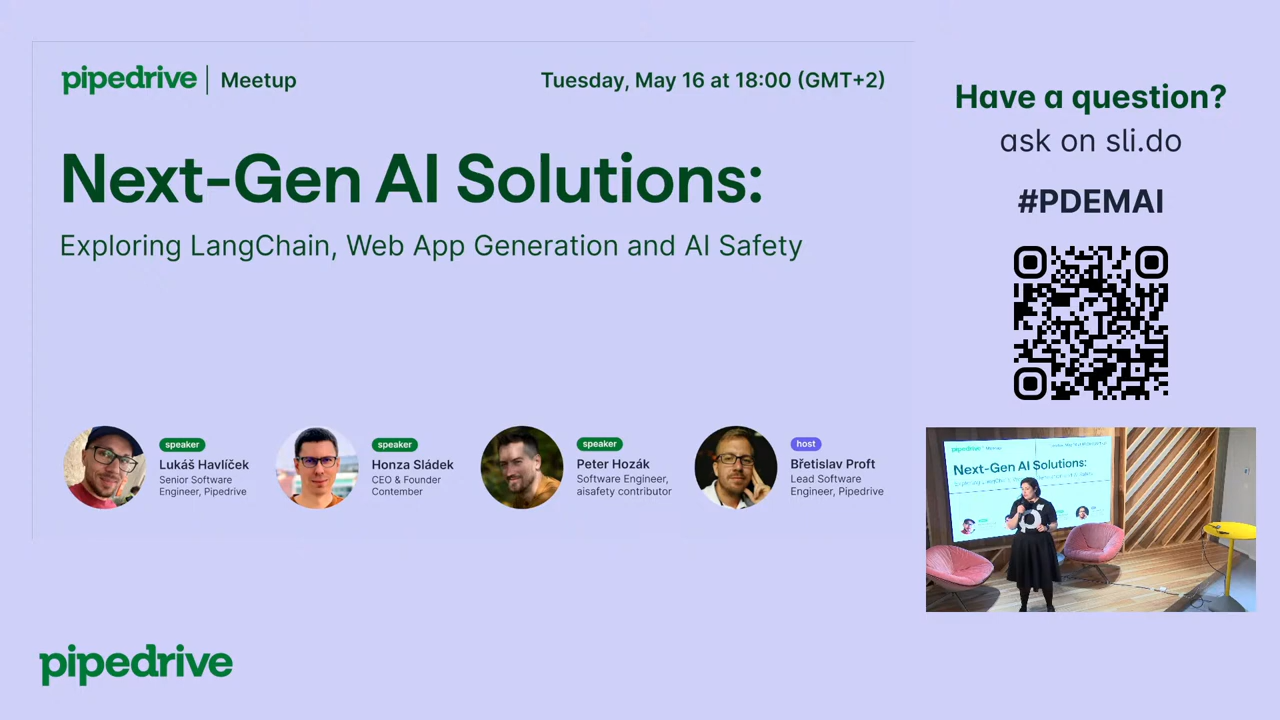 pipedrive | Meetup
Tuesday, May 16 at 18:00 (GMT+2)
Next-Gen AI Solutions:
Exploring LangChain, Web App Generation and AI Safety
speaker
Lukáš Havlíček
Senior Software
Engineer, Pipedrive
speaker
Honza Sládek
CEO & Founder
Contember
speaker
Peter Hozák
Software Engineer,
aisafety contributor
host
Břetislav Proft
Lead Software
Engineer, Pipedrive
Have a question?
ask on sli.do
#PDEMAI
Next-Gen AI Solutions:
pipedrive